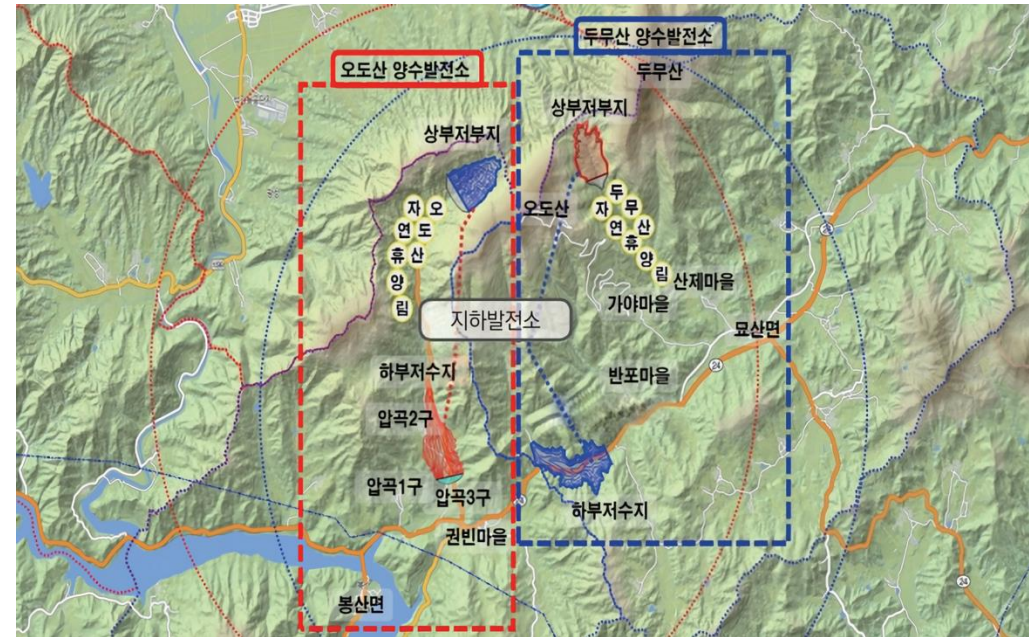 두무산 양수발전소
오도산 양수발전소
두무산
상부저부지
상부저부지
오도산
오도산
자연휴양림
두무산
자연휴양림
산제마을
가야마을
지하발전소
묘산면
하부저수지
반포마을
압곡2구
24
압곡1구
압곡3구
하부저수지
권빈마을
24
봉산면